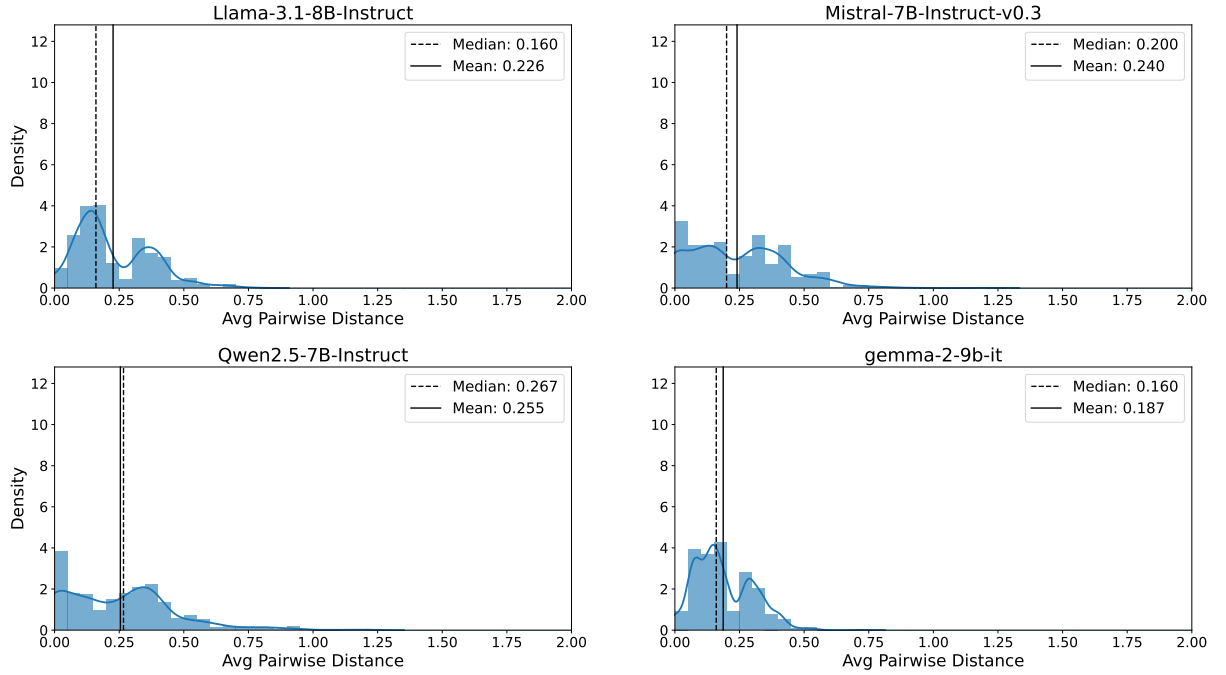 Llama-3.1-8B-Instruct
12
10
8
6
4
2
0
Density
Median: 0.160
Mean: 0.226
0.00 0.25 0.50 0.75 1.00 1.25 1.50 1.75 2.00
Avg Pairwise Distance
Mistral-7B-Instruct-v0.3
12
10
8
6
4
2
0
Median: 0.200
Mean: 0.240
0.00 0.25 0.50 0.75 1.00 1.25 1.50 1.75 2.00
Avg Pairwise Distance
Qwen2.5-7B-Instruct
12
10
8
6
4
2
0
Density
Median: 0.267
Mean: 0.255
0.00 0.25 0.50 0.75 1.00 1.25 1.50 1.75 2.00
Avg Pairwise Distance
gemma-2-9b-it
12
10
8
6
4
2
0
Median: 0.160
Mean: 0.187
0.00 0.25 0.50 0.75 1.00 1.25 1.50 1.75 2.00
Avg Pairwise Distance